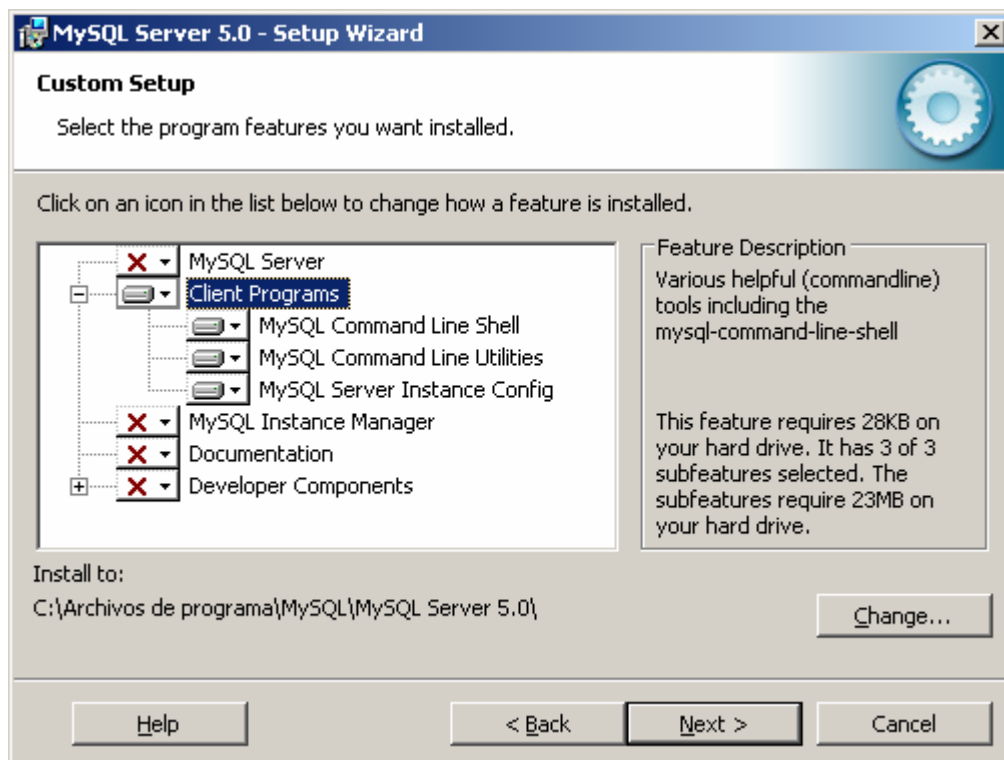 MySQL Server 5.0 - Setup Wizard
Custom Setup
Select the program features you want installed.
Click on an icon in the list below to change how a feature is installed.
MySQL Server
Client Programs
MySQL Command Line Shell
MySQL Command Line Utilities
MySQL Server Instance Config
MySQL Instance Manager
Documentation
Developer Components
Feature Description
Various helpful (commandline)
tools including the
mysql-command-line-shell
This feature requires 28KB on
your hard drive. It has 3 of 3
subfeatures selected. The
subfeatures require 23MB on
your hard drive.
Install to:
C:\Archivos de programa\MySQL\MySQL Server 5.0\
Change...
Help
< Back
Next >
Cancel